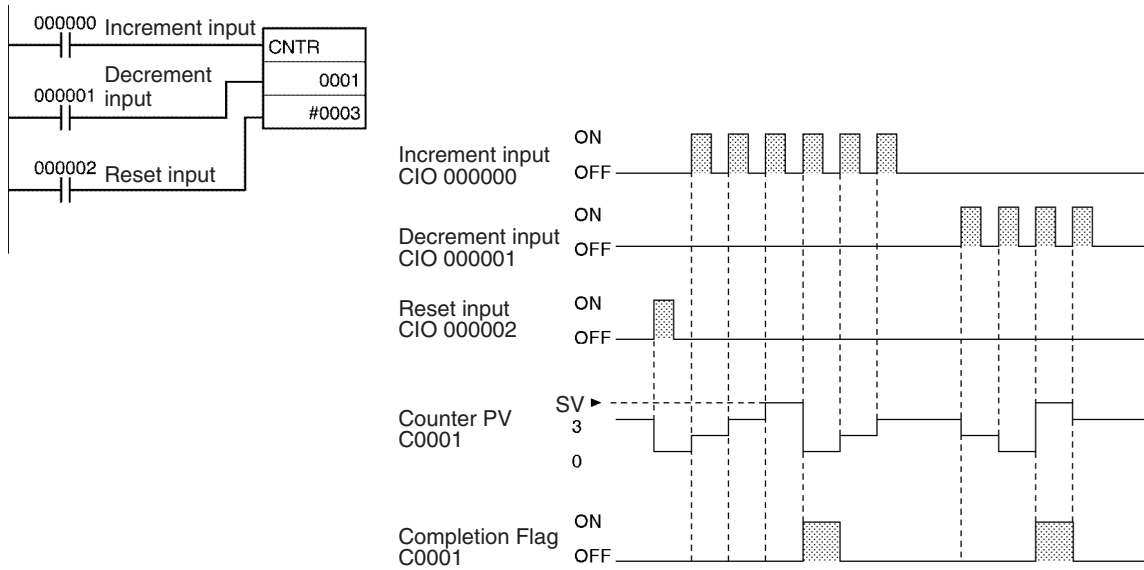 000000 Increment input
CNTR
0001
#0003
Decrement
input
000001
000002 Reset input
Increment input
CIO 000000
ON
OFF
Decrement input
CIO 000001
ON
OFF
Reset input
CIO 000002
ON
OFF
Counter PV
C0001
SV
3
0
Completion Flag
C0001
ON
OFF